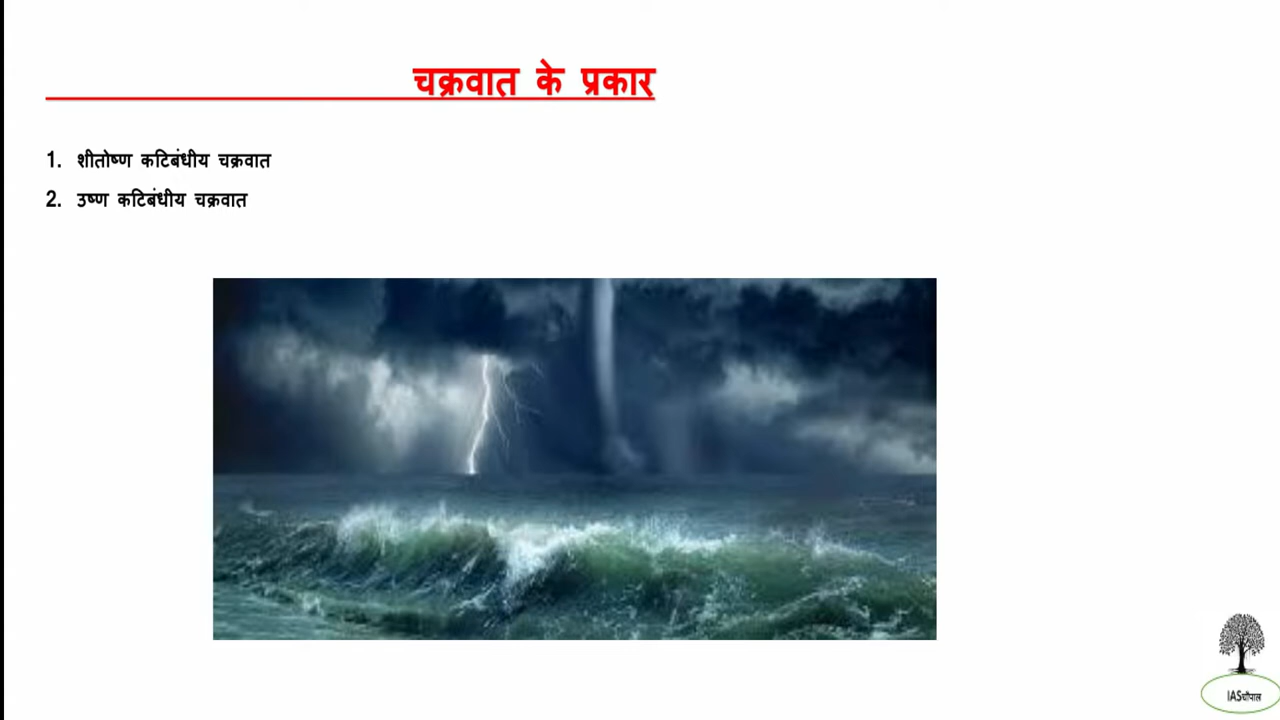 चक्रवात के प्रकार
1. शीतोष्ण कटिबंधीय चक्रवात
2. उष्ण कटिबंधीय चक्रवात
IASचौपाल